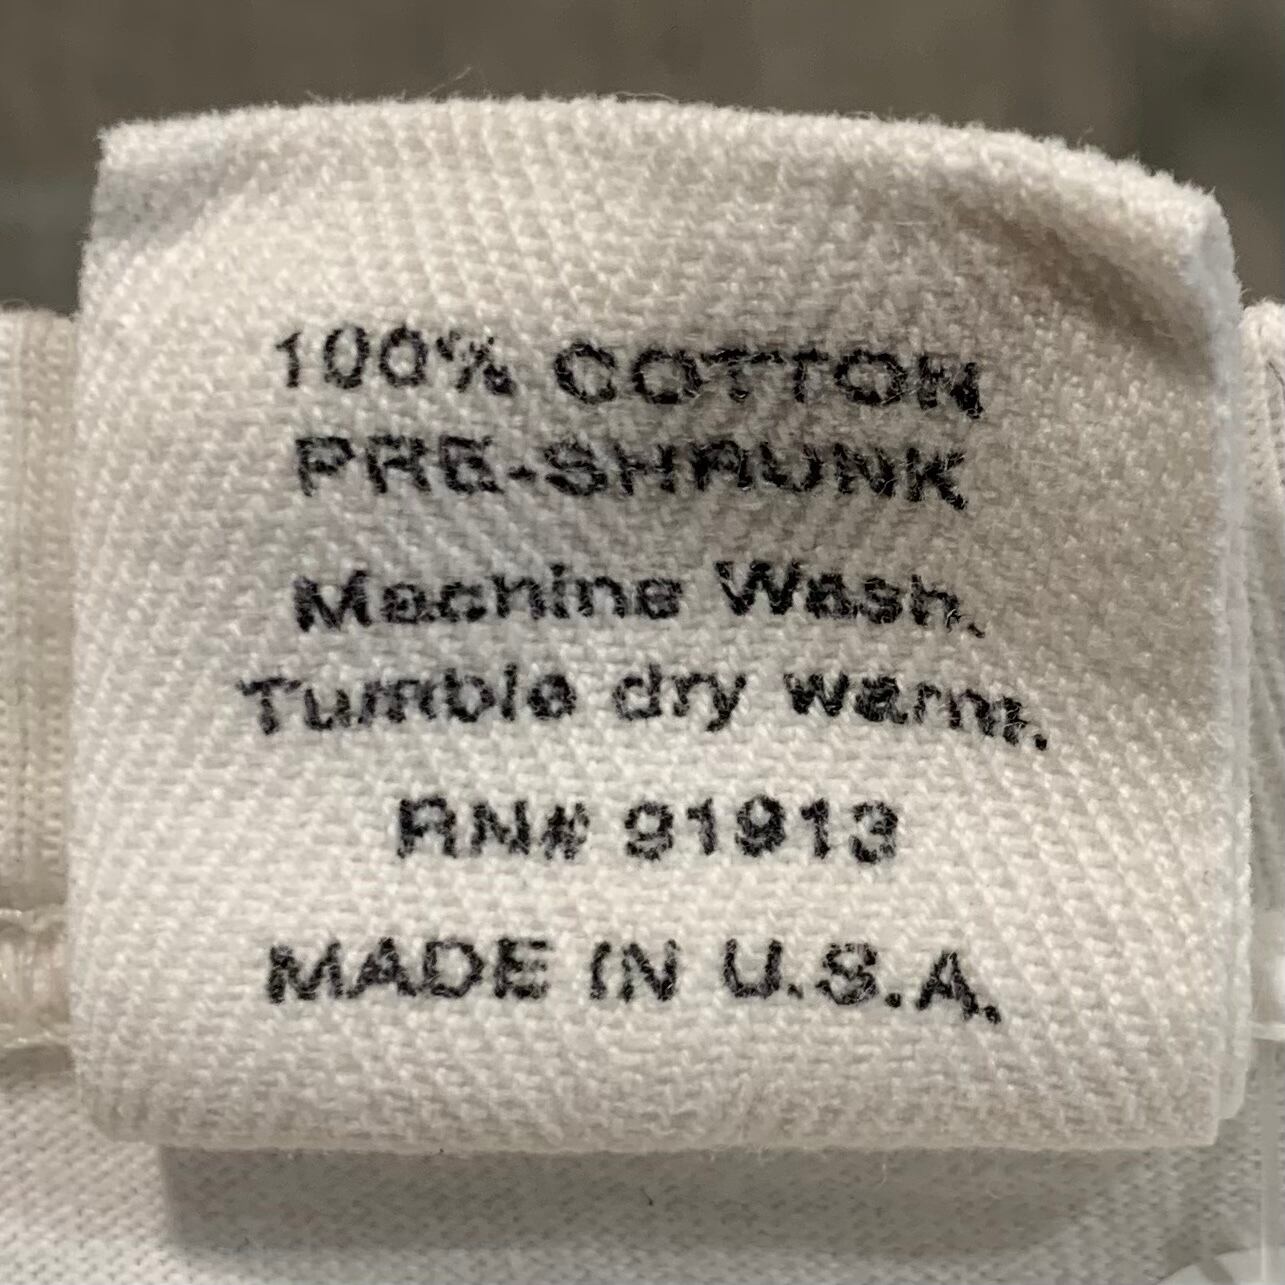 100% COTTON
PRE-SHRUNK
Machine Wash.
Tumble dry warm.
RN# 91913
MADE IN U.S.A.